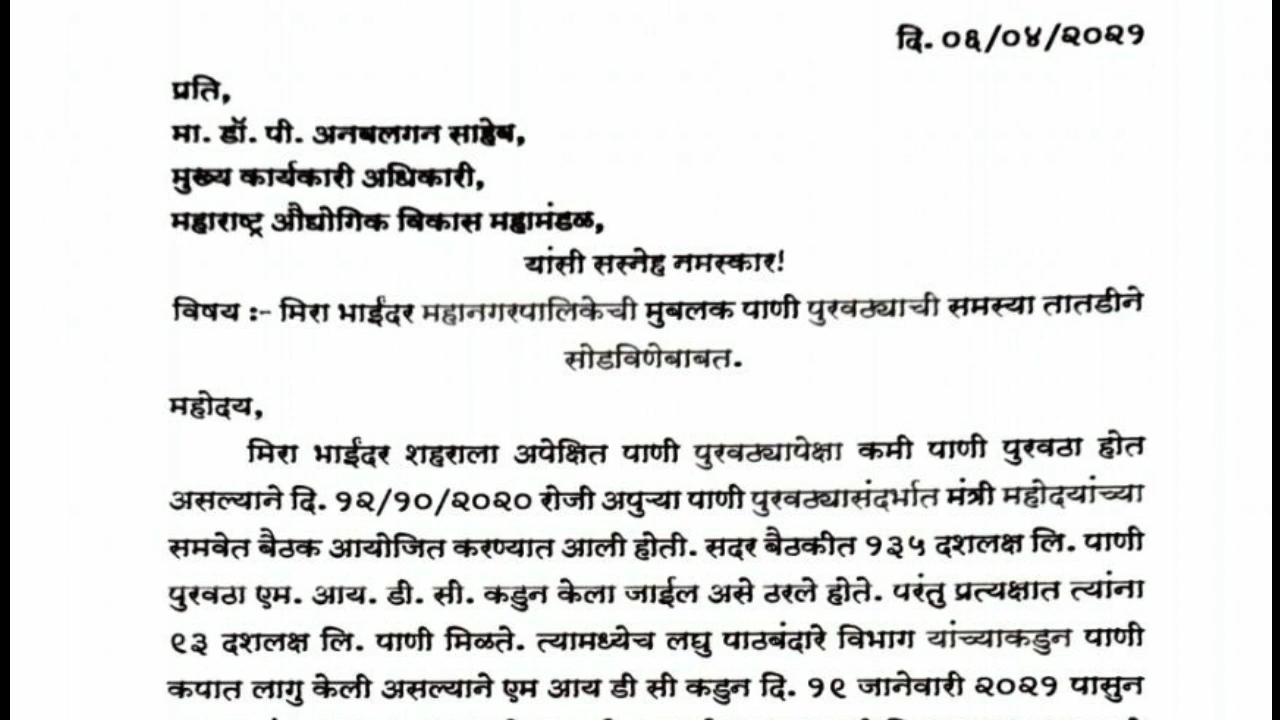 दि. ०६/०४/२०२१
प्रति,
मा. डॉ. पी. अनबलगन साहेब,
मुख्य कार्यकारी अधिकारी,
महाराष्ट्र औद्योगिक विकास महामंडळ,
यांसी सस्नेह नमस्कार!
विषय :- मिरा भाईंदर महानगरपालिकेची मुबलक पाणी पुरवठ्याची समस्या तातडीने
सोडविणेबाबत.
महोदय,
मिरा भाईंदर शहराला अपेक्षित पाणी पुरवठ्यापेक्षा कमी पाणी पुरवठा होत
असल्याने दि. १२/१०/२०२० रोजी अपुऱ्या पाणी पुरवठ्यासंदर्भात मंत्री महोदयांच्या
समवेत बैठक आयोजित करण्यात आली होती. सदर बैठकीत १३५ दशलक्ष लि. पाणी
पुरवठा एम. आय. डी. सी. कडुन केला जाईल असे ठरले होते. परंतु प्रत्यक्षात त्यांना
९३ दशलक्ष लि. पाणी मिळते. त्यामध्येच लघु पाठबंदारे विभाग यांच्याकडुन पाणी
कपात लागु केली असल्याने एम आय डी सी कडुन दि. १९ जानेवारी २०२१ पासुन